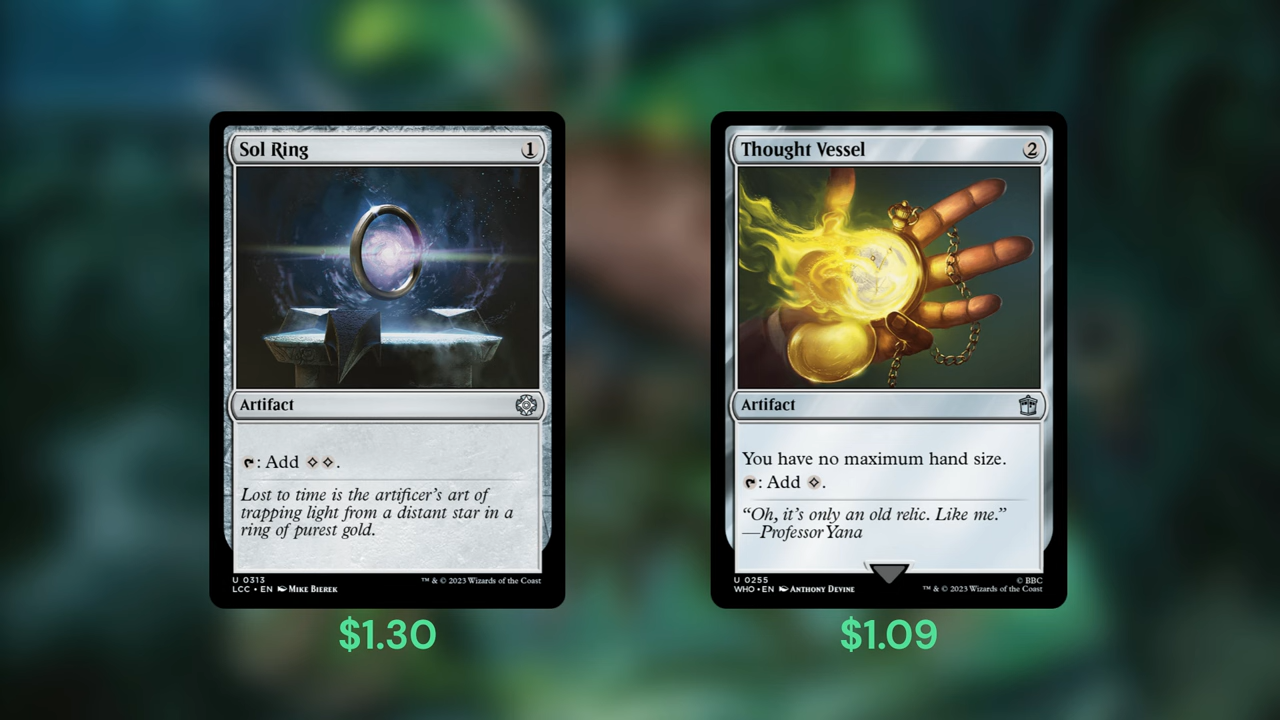 Sol Ring 1
Artifact
: Add .
Lost to time is the artificer's art of
trapping light from a distant star in a
ring of purest gold.
U 0313
LCC • EN Mike Bierek
™ & © 2023 Wizards of the Coast
$1.30
Thought Vessel 2
Artifact
You have no maximum hand size.
: Add .
“Oh, it's only an old relic. Like me.”
—Professor Yana
U 0255
WHO • EN Anthony Devine
© BBC
™ & © 2023 Wizards of the Coast
$1.09